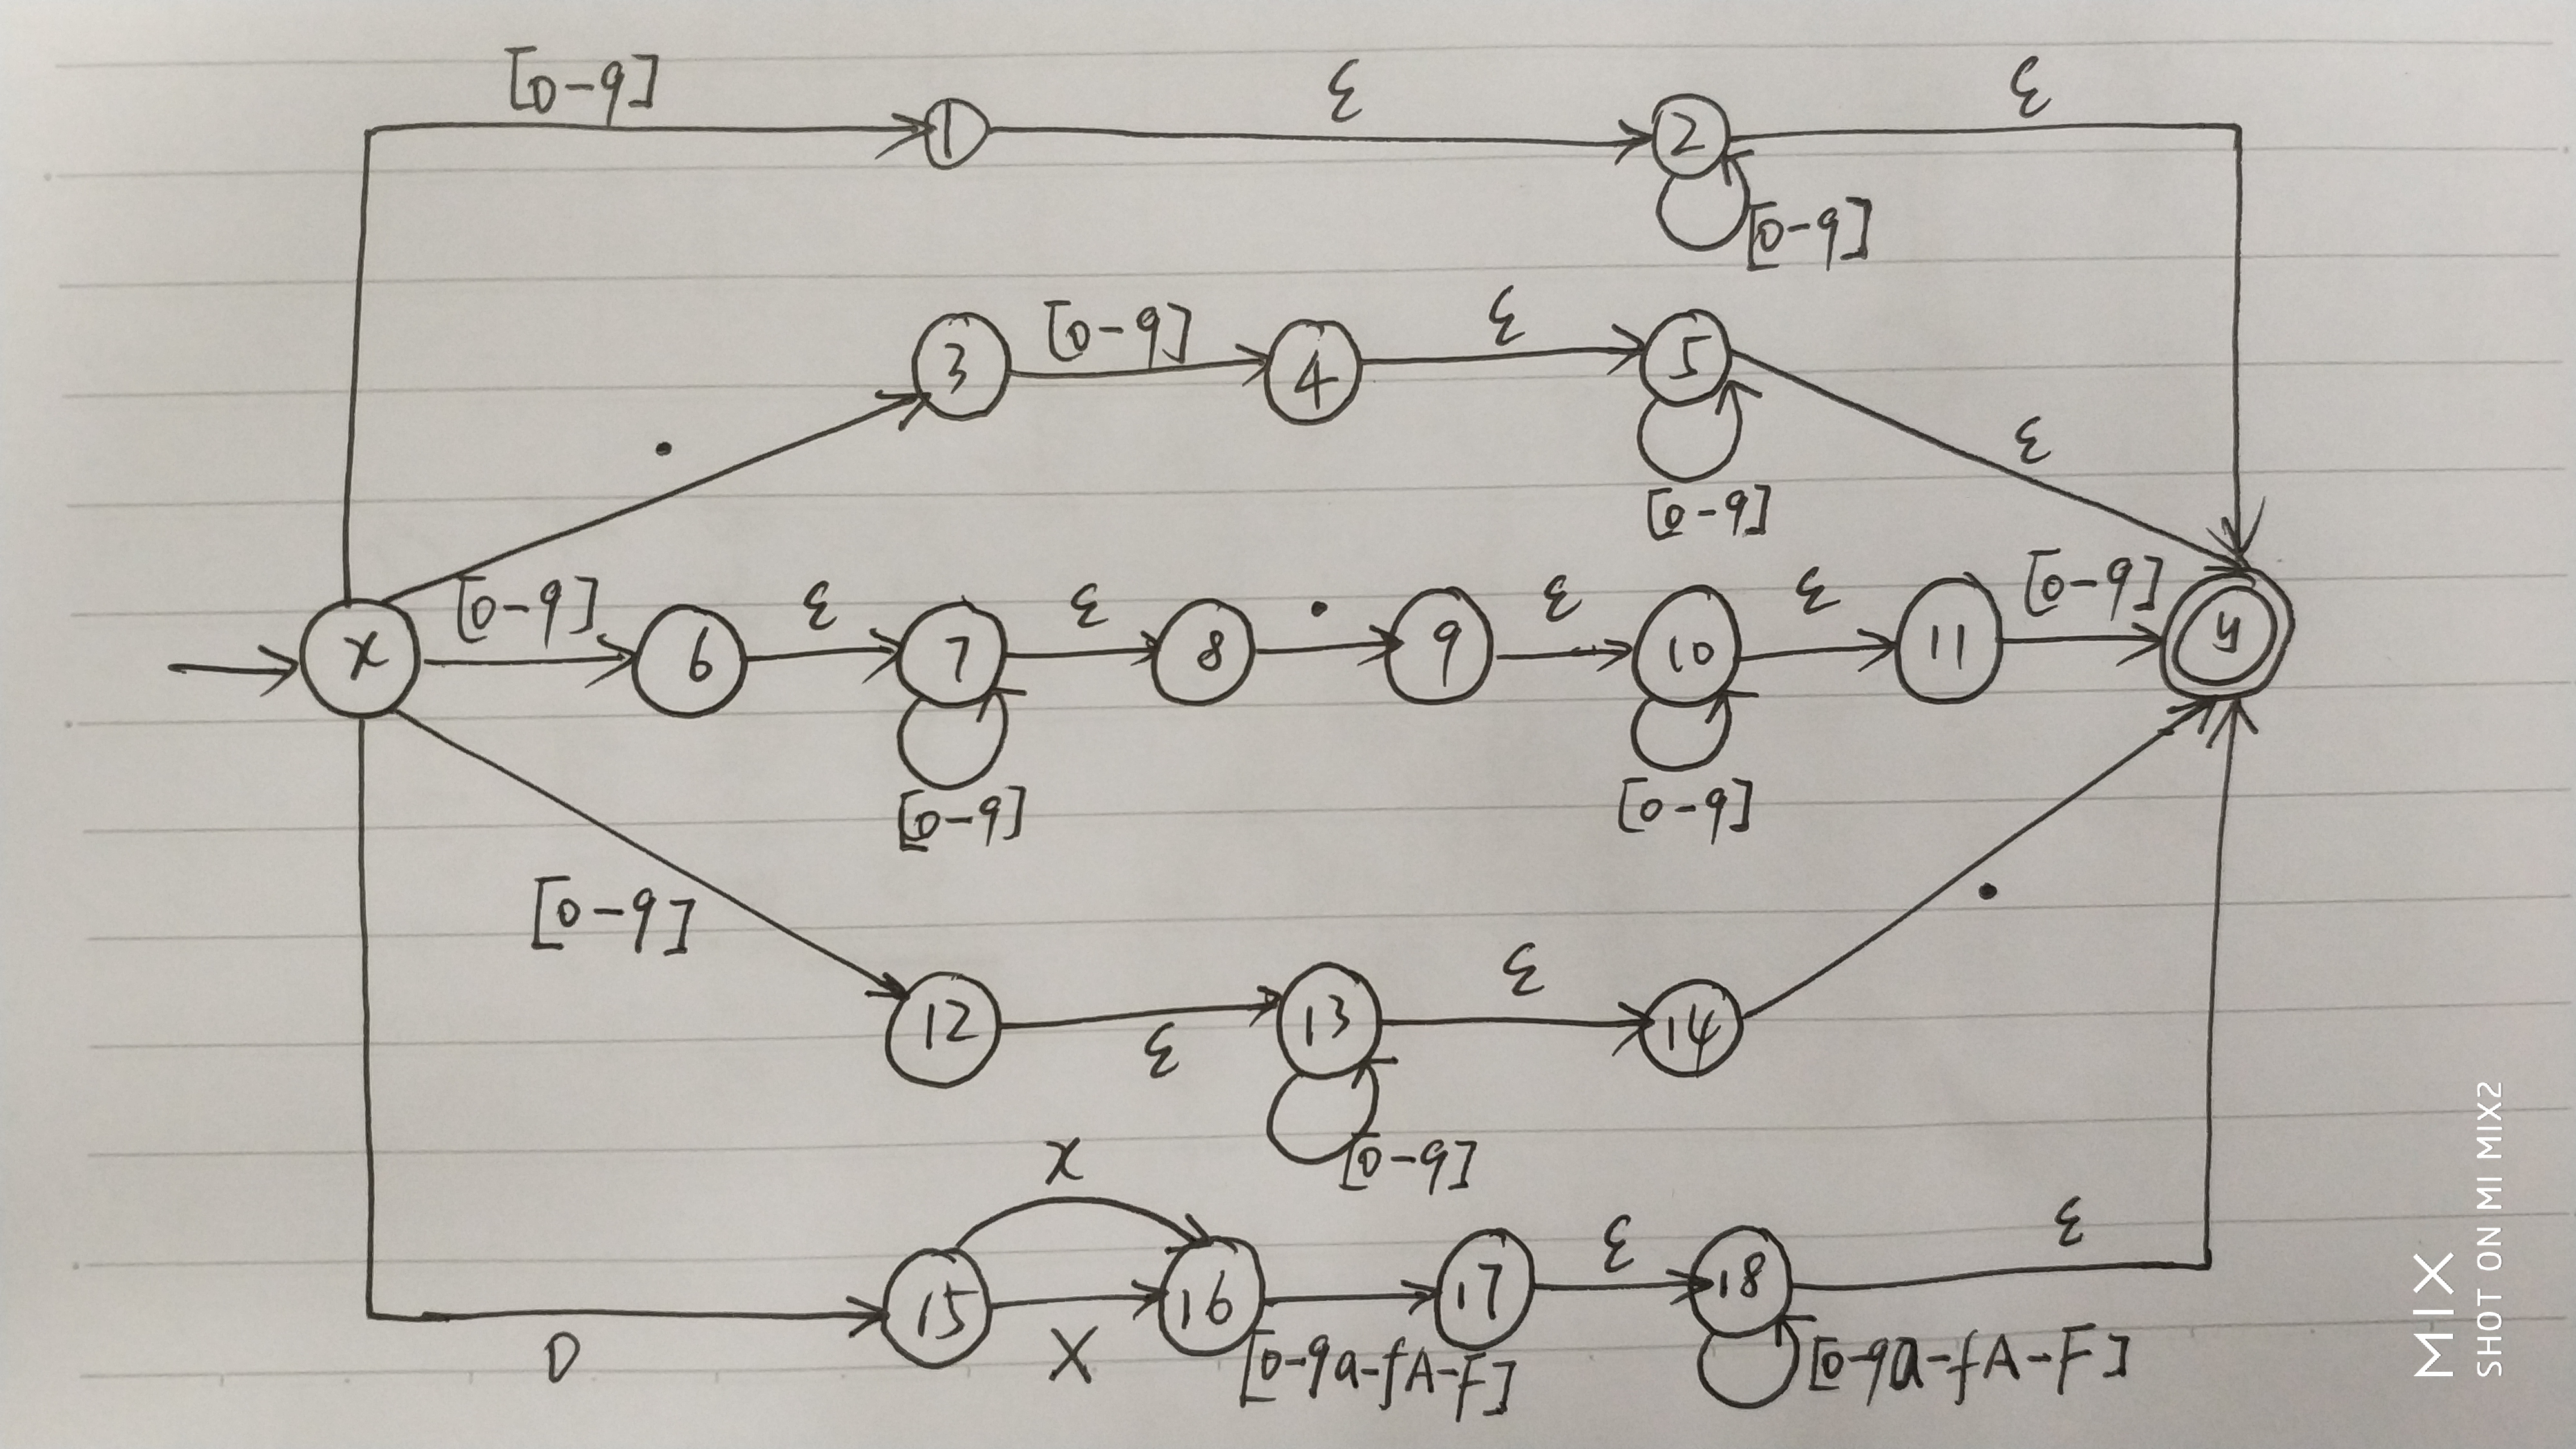 [0-9] ε ε
1 2
[0-9]
. [0-9] ε ε
3 4 5
[0-9]
[0-9] ε ε . ε ε [0-9]
x 6 7 8 9 10 11 y
[0-9] [0-9]
[0-9] ε ε .
12 13 14
[0-9]
x ε ε
15 16 17 18
0 X [0-9a-fA-F] [0-9a-fA-F]
MIX
SHOT ON MI MIX2